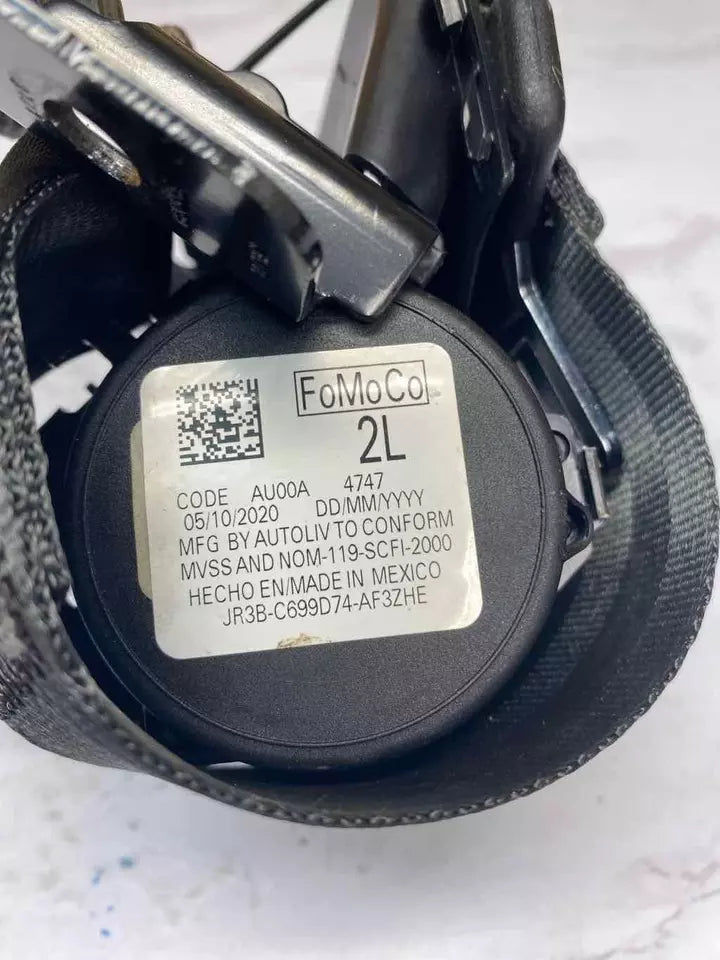 FoMoCo
2L
CODE AU00A 4747
05/10/2020 DD/MM/YYYY
MFG BY AUTOLIV TO CONFORM
MVSS AND NOM-119-SCFI-2000
HECHO EN/MADE IN MEXICO
JR3B-C699D74-AF3ZHE